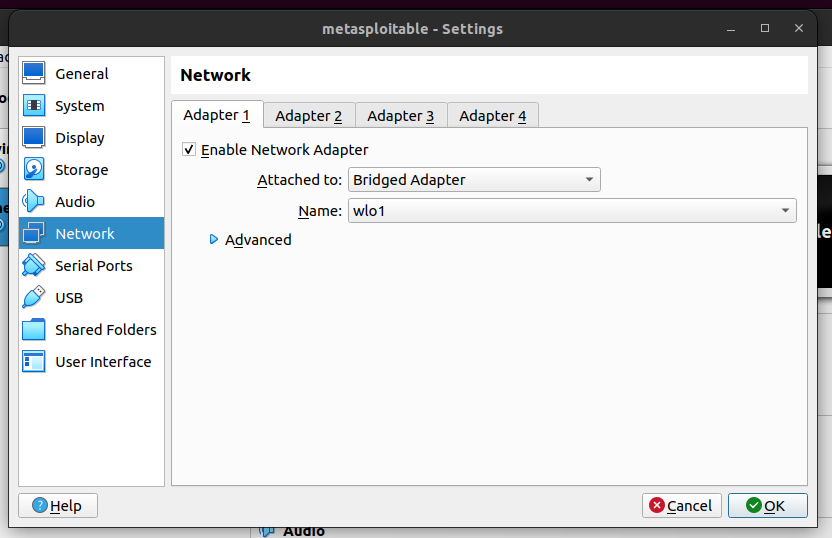 metasploitable - Settings
General
System
Display
Storage
Audio
Network
Serial Ports
USB
Shared Folders
User Interface
Network
Adapter 1
Adapter 2
Adapter 3
Adapter 4
Enable Network Adapter
Attached to: Bridged Adapter
Name: wlo1
Advanced
Help
Cancel
OK
Audio